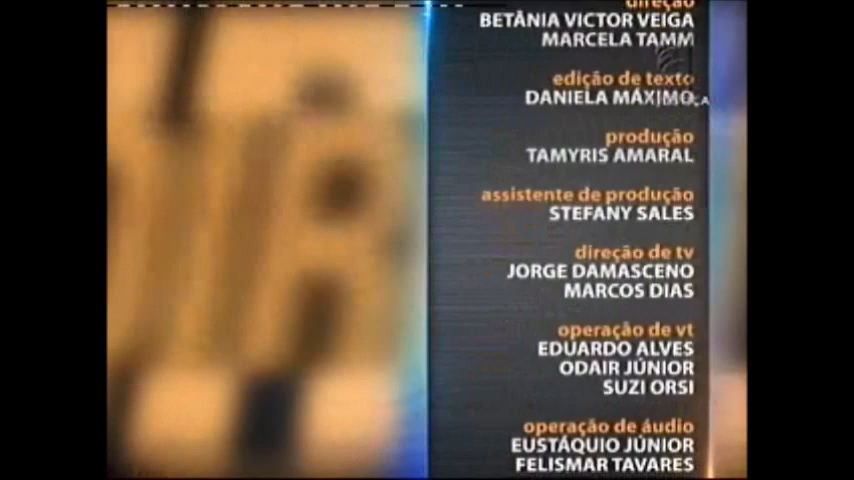 direção
BETÂNIA VICTOR VEIGA
MARCELA TAMM
edição de texto
DANIELA MÁXIMO
produção
TAMYRIS AMARAL
assistente de produção
STEFANY SALES
direção de tv
JORGE DAMASCENO
MARCOS DIAS
operação de vt
EDUARDO ALVES
ODAIR JÚNIOR
SUZI ORSI
operação de áudio
EUSTÁQUIO JÚNIOR
FELISMAR TAVARES